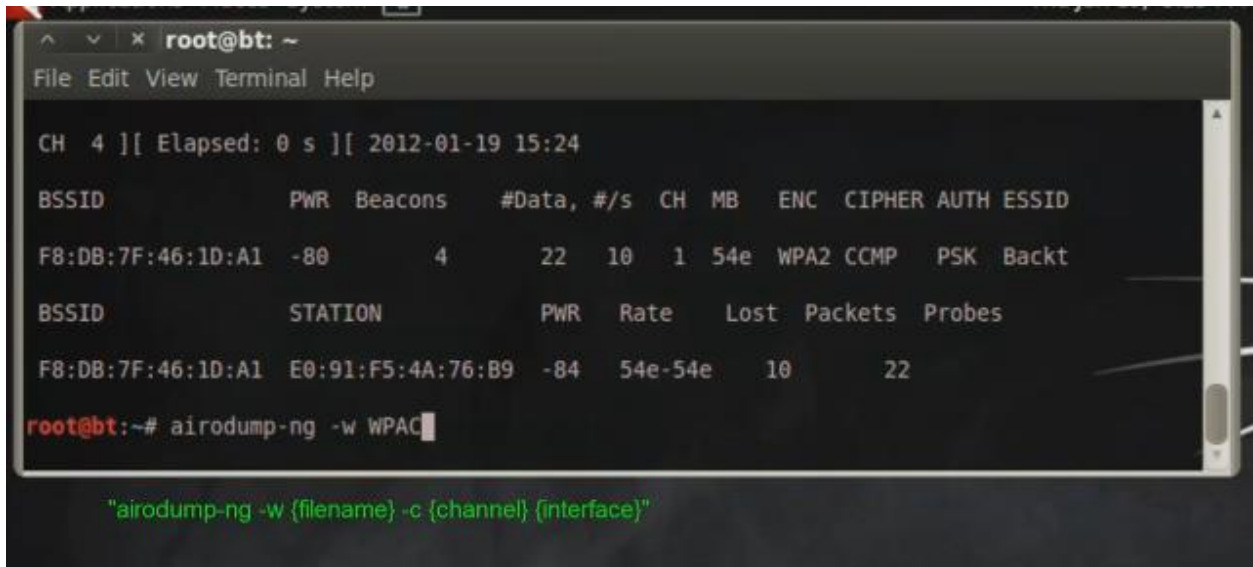 root@bt: ~
File Edit View Terminal Help
CH 4 ][ Elapsed: 0 s ][ 2012-01-19 15:24
BSSID PWR Beacons #Data, #/s CH MB ENC CIPHER AUTH ESSID
F8:DB:7F:46:1D:A1 -80 4 22 10 1 54e WPA2 CCMP PSK Backt
BSSID STATION PWR Rate Lost Packets Probes
F8:DB:7F:46:1D:A1 E0:91:F5:4A:76:B9 -84 54e-54e 10 22
root@bt:~# airodump-ng -w WPAC
"airodump-ng -w {filename} -c {channel} {interface}"